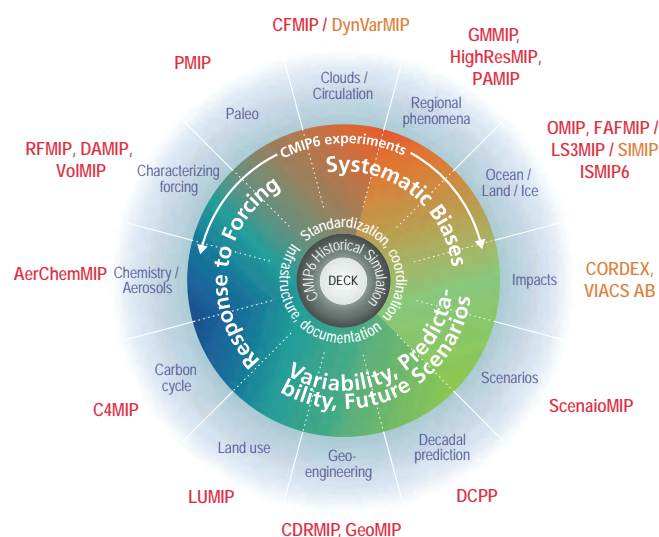 CFMIP / DynVarMIP
GMMIP,
HighResMIP,
PAMIP
PMIP
Clouds /
Circulation
Regional
phenomena
Paleo
OMIP, FAFMIP /
LS3MIP / SIMIP
ISMIP6
RFMIP, DAMIP,
VolMIP
CMIP6 experiments
Characterizing
forcing
Systematic Biases
Ocean /
Land / Ice
Response to Forcing
Standardization, coordination
Infrastructure, documentation
CMIP6 Historical Simulation
DECK
AerChemMIP
Chemistry /
Aerosols
Impacts
CORDEX,
VIACS AB
Variability, Predicta-
bility, Future Scenarios
Carbon
cycle
Scenarios
C4MIP
ScenaioMIP
Land use
Geo-
engineering
Decadal
prediction
LUMIP
DCPP
CDRMIP, GeoMIP